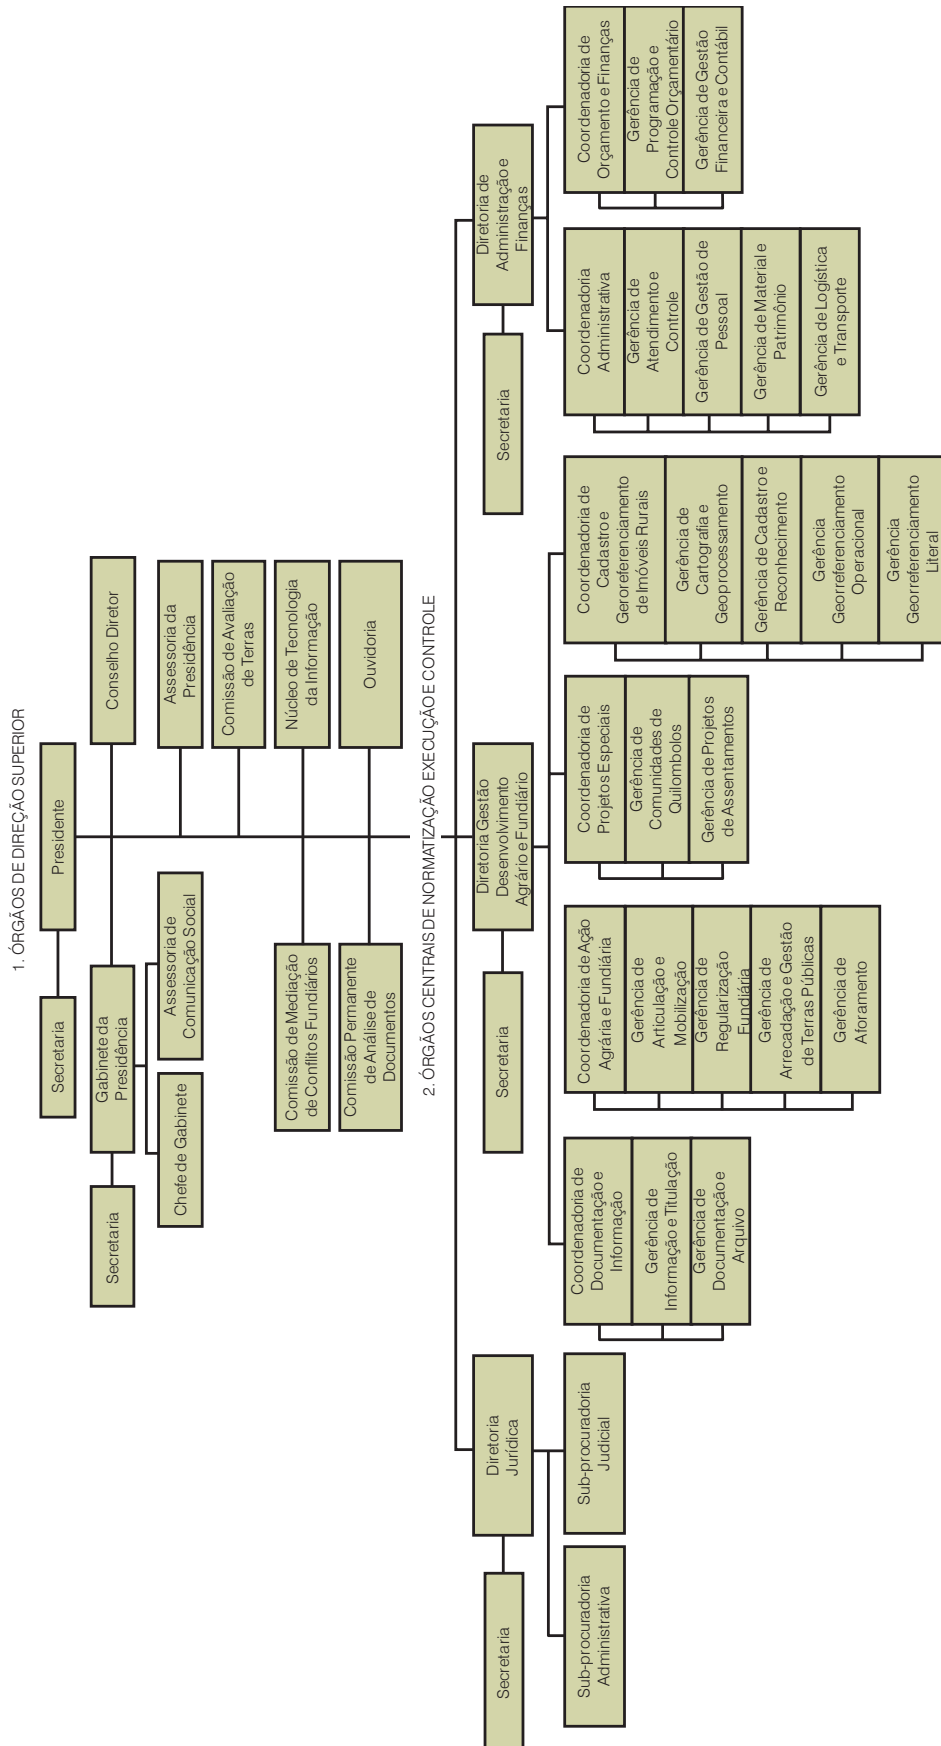 1. ÓRGÃOS DE DIREÇÃO SUPERIOR
Secretaria
Presidente
Secretaria
Gabinete da
Presidência
Conselho Diretor
Chefe de Gabinete
Assessoria de
Comunicação Social
Assessoria da
Presidência
Comissão de Avaliação
de Terras
Comissão de Mediação
de Conflitos Fundiários
Núcleo de Tecnologia
da Informação
Comissão Permanente
de Análise de
Documentos
Ouvidoria
2. ÓRGÃOS CENTRAIS DE NORMATIZAÇÃO EXECUÇÃO E CONTROLE
Diretoria
Jurídica
Secretaria
Sub-procuradoria
Administrativa
Sub-procuradoria
Judicial
Diretoria Gestão
Desenvolvimento
Agrário e Fundiário
Secretaria
Coordenadoria de
Documentação e
Informação
Gerência de
Informação e Titulação
Gerência de
Documentação e
Arquivo
Coordenadoria de Ação
Agrária e Fundiária
Gerência de
Articulação e
Mobilização
Gerência de
Regularização
Fundiária
Gerência de
Arrecadação e Gestão
de Terras Públicas
Gerência de
Aforamento
Coordenadoria de
Projetos Especiais
Gerência de
Comunidades de
Quilombolos
Gerência de Projetos
de Assentamentos
Coordenadoria de
Cadastro e
Georeferenciamento
de Imóveis Rurais
Gerência de
Cartografia e
Geoprocessamento
Gerência de Cadastro e
Reconhecimento
Gerência
Georreferenciamento
Operacional
Gerência
Georreferenciamento
Literal
Diretoria de
Administração e
Finanças
Secretaria
Coordenadoria
Administrativa
Gerência de
Atendimento e
Controle
Gerência de Gestão de
Pessoal
Gerência de Material e
Patrimônio
Gerência de Logística
e Transporte
Coordenadoria de
Orçamento e Finanças
Gerência de
Programação e
Controle Orçamentário
Gerência de Gestão
Financeira e Contábil